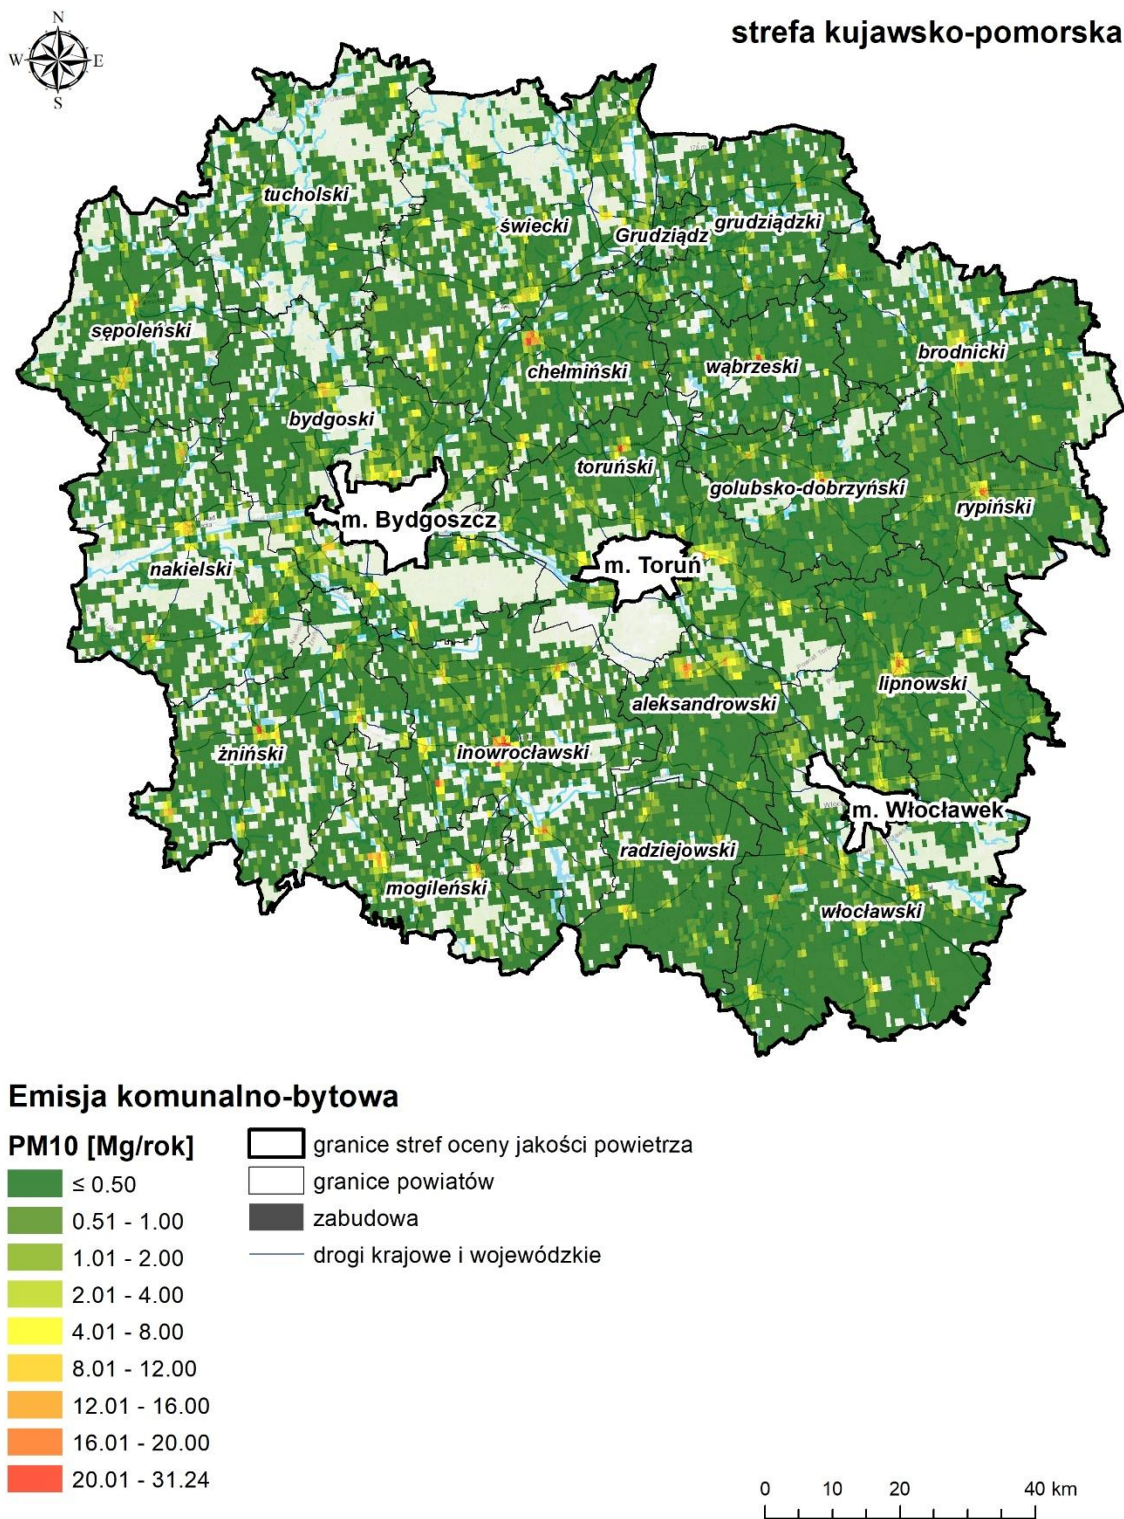 N
strefa kujawsko-pomorska
W E
S
tucholski
świecki
Grudziądz
grudziądzki
sępoleński
chełmiński
wąbrzeski
brodnicki
bydgoski
toruński
golubsko-dobrzyński
rypiński
m. Bydgoszcz
nakielski
m. Toruń
lipnowski
aleksandrowski
żniński
inowrocławski
m. Włocławek
radziejowski
mogileński
włocławski
Emisja komunalno-bytowa
PM10 [Mg/rok]
≤ 0.50
0.51 - 1.00
1.01 - 2.00
2.01 - 4.00
4.01 - 8.00
8.01 - 12.00
12.01 - 16.00
16.01 - 20.00
20.01 - 31.24
granice stref oceny jakości powietrza
granice powiatów
zabudowa
drogi krajowe i wojewódzkie
0 10 20 40 km